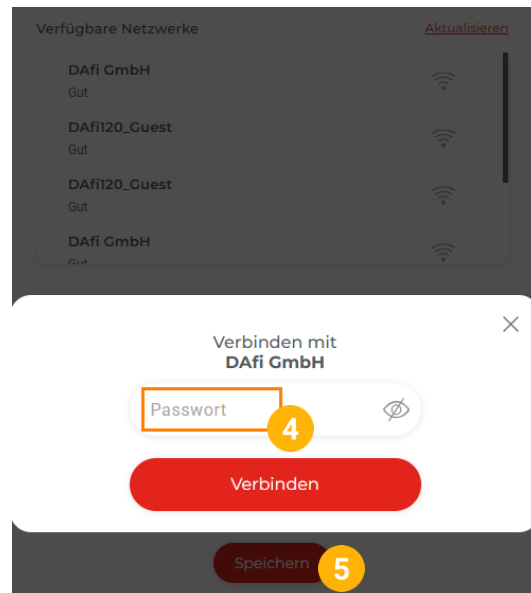 Verfügbare Netzwerke
Aktualisieren
DAfi GmbH
Gut
DAfi120_Guest
Gut
DAfi120_Guest
Gut
DAfi GmbH
Gut
Verbinden mit
DAfi GmbH
Passwort
4
Verbinden
Speichern
5